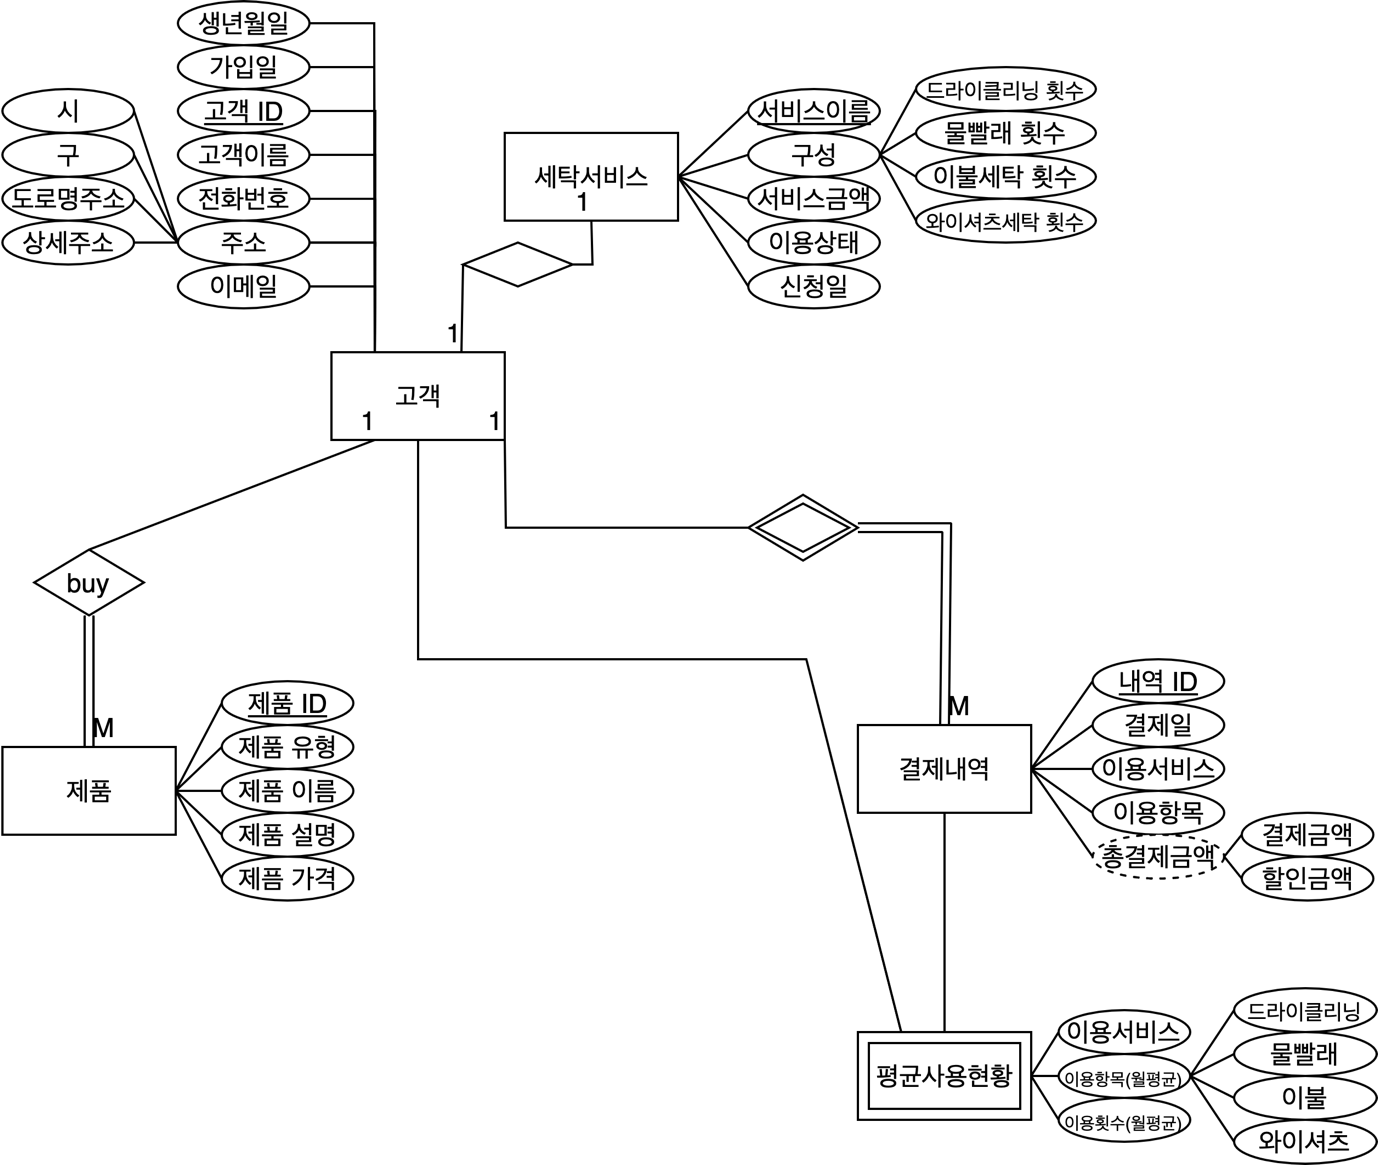 생년월일
가입일
고객 ID
고객이름
전화번호
주소
이메일
시
구
도로명주소
상세주소
세탁서비스
1
서비스이름
구성
서비스금액
이용상태
신청일
드라이클리닝 횟수
물빨래 횟수
이불세탁 횟수
와이셔츠세탁 횟수
1
고객
1
1
buy
M
제품
제품 ID
제품 유형
제품 이름
제품 설명
제픔 가격
M
결제내역
내역 ID
결제일
이용서비스
이용항목
총결제금액
결제금액
할인금액
평균사용현황
이용서비스
이용항목(월평균)
이용횟수(월평균)
드라이클리닝
물빨래
이불
와이셔츠